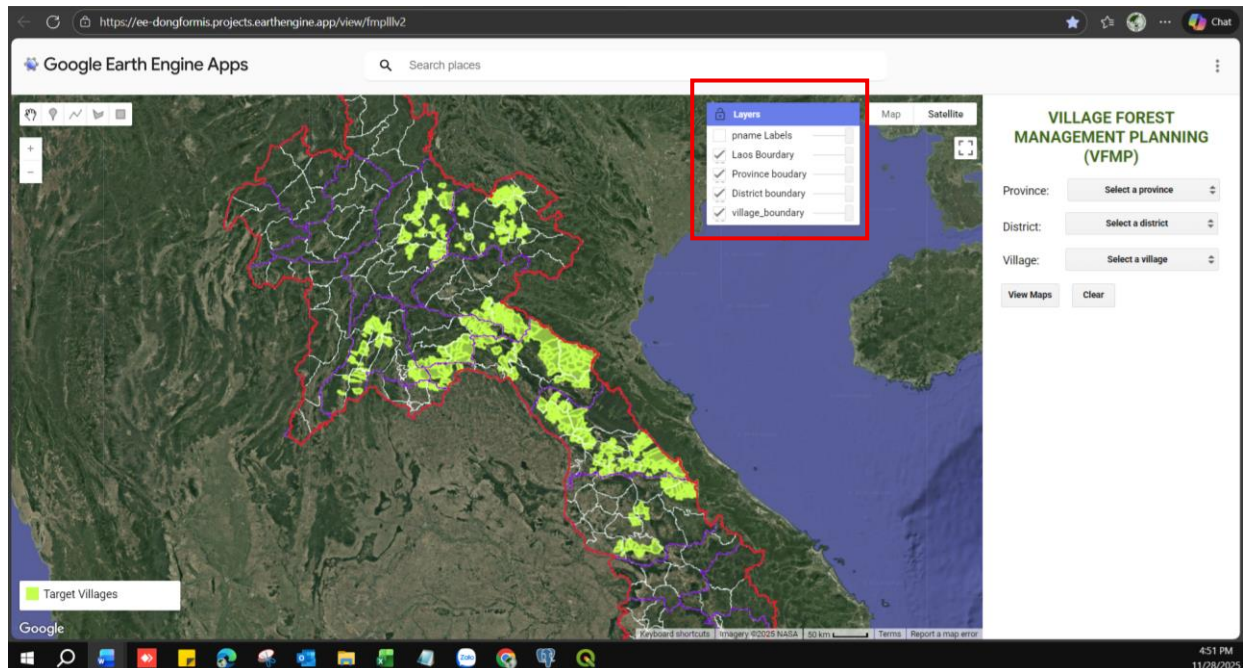 https://ee-dongformis.projects.earthengine.app/view/fmplllv2
Chat
Google Earth Engine Apps
Search places
Layers
pname Labels
Laos Bourdary
Province boudary
District boundary
village_boundary
Map
Satellite
VILLAGE FOREST
MANAGEMENT PLANNING
(VFMP)
Province:
Select a province
District:
Select a district
Village:
Select a village
View Maps
Clear
Target Villages
Google
Keyboard shortcuts
Imagery ©2025 NASA
50 km
Terms
Report a map error
Zalo
4:51 PM
11/28/2025